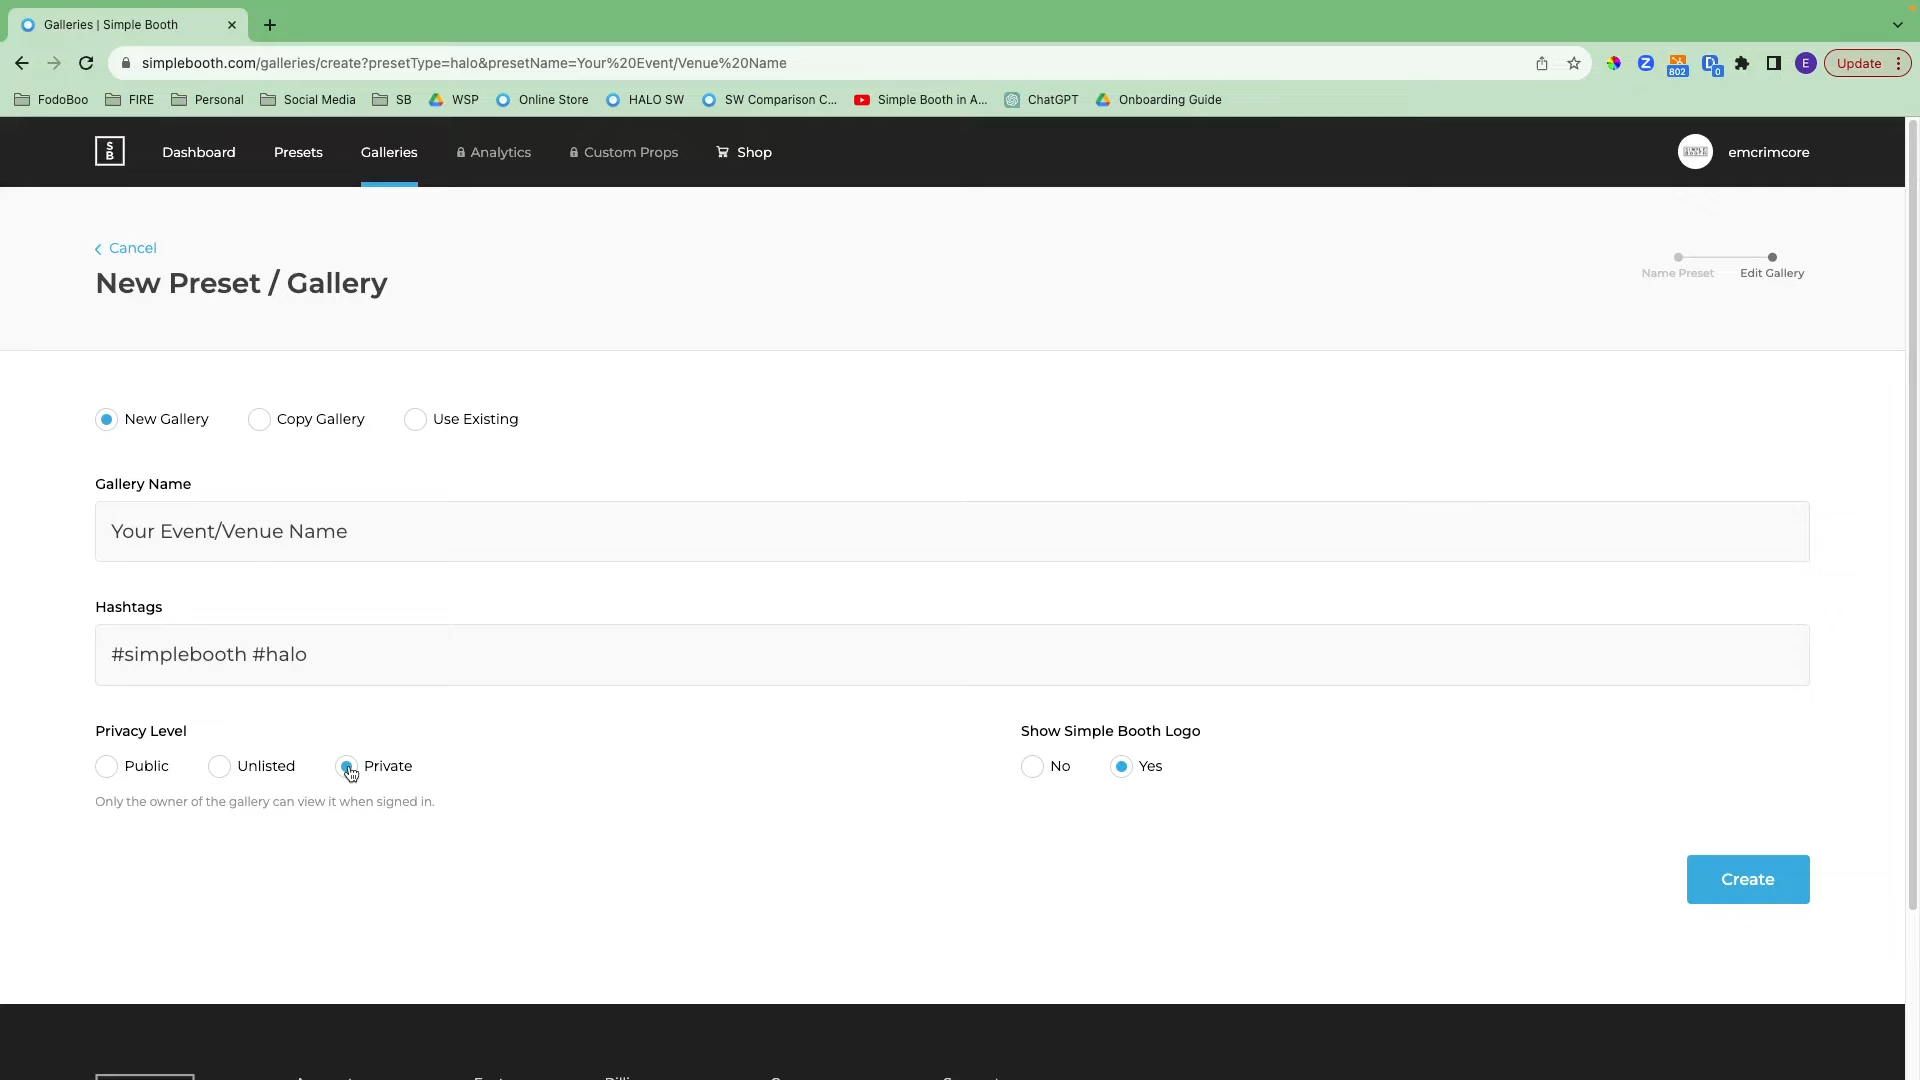 Galleries | Simple Booth
simplebooth.com/galleries/create?presetType=halo&presetName=Your%20Event/Venue%20Name
Z
802
0
E
Update
FodoBoo
FIRE
Personal
Social Media
SB
WSP
Online Store
HALO SW
SW Comparison C...
Simple Booth in A...
ChatGPT
Onboarding Guide
S
B
Dashboard
Presets
Galleries
Analytics
Custom Props
Shop
SIMPLE
BOOTH
emcrimcore
Cancel
New Preset / Gallery
Name Preset
Edit Gallery
New Gallery
Copy Gallery
Use Existing
Gallery Name
Your Event/Venue Name
Hashtags
#simplebooth #halo
Privacy Level
Public
Unlisted
Private
Only the owner of the gallery can view it when signed in.
Show Simple Booth Logo
No
Yes
Create